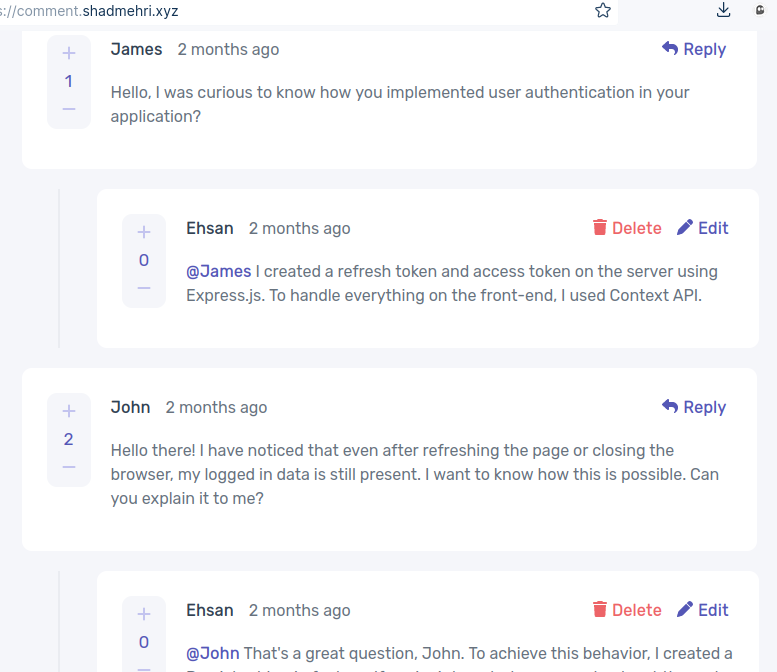 s://comment.shadmehri.xyz
James 2 months ago Reply
1
Hello, I was curious to know how you implemented user authentication in your
application?
Ehsan 2 months ago Delete Edit
0
@James I created a refresh token and access token on the server using
Express.js. To handle everything on the front-end, I used Context API.
John 2 months ago Reply
2
Hello there! I have noticed that even after refreshing the page or closing the
browser, my logged in data is still present. I want to know how this is possible. Can
you explain it to me?
Ehsan 2 months ago Delete Edit
0
@John That's a great question, John. To achieve this behavior, I created a